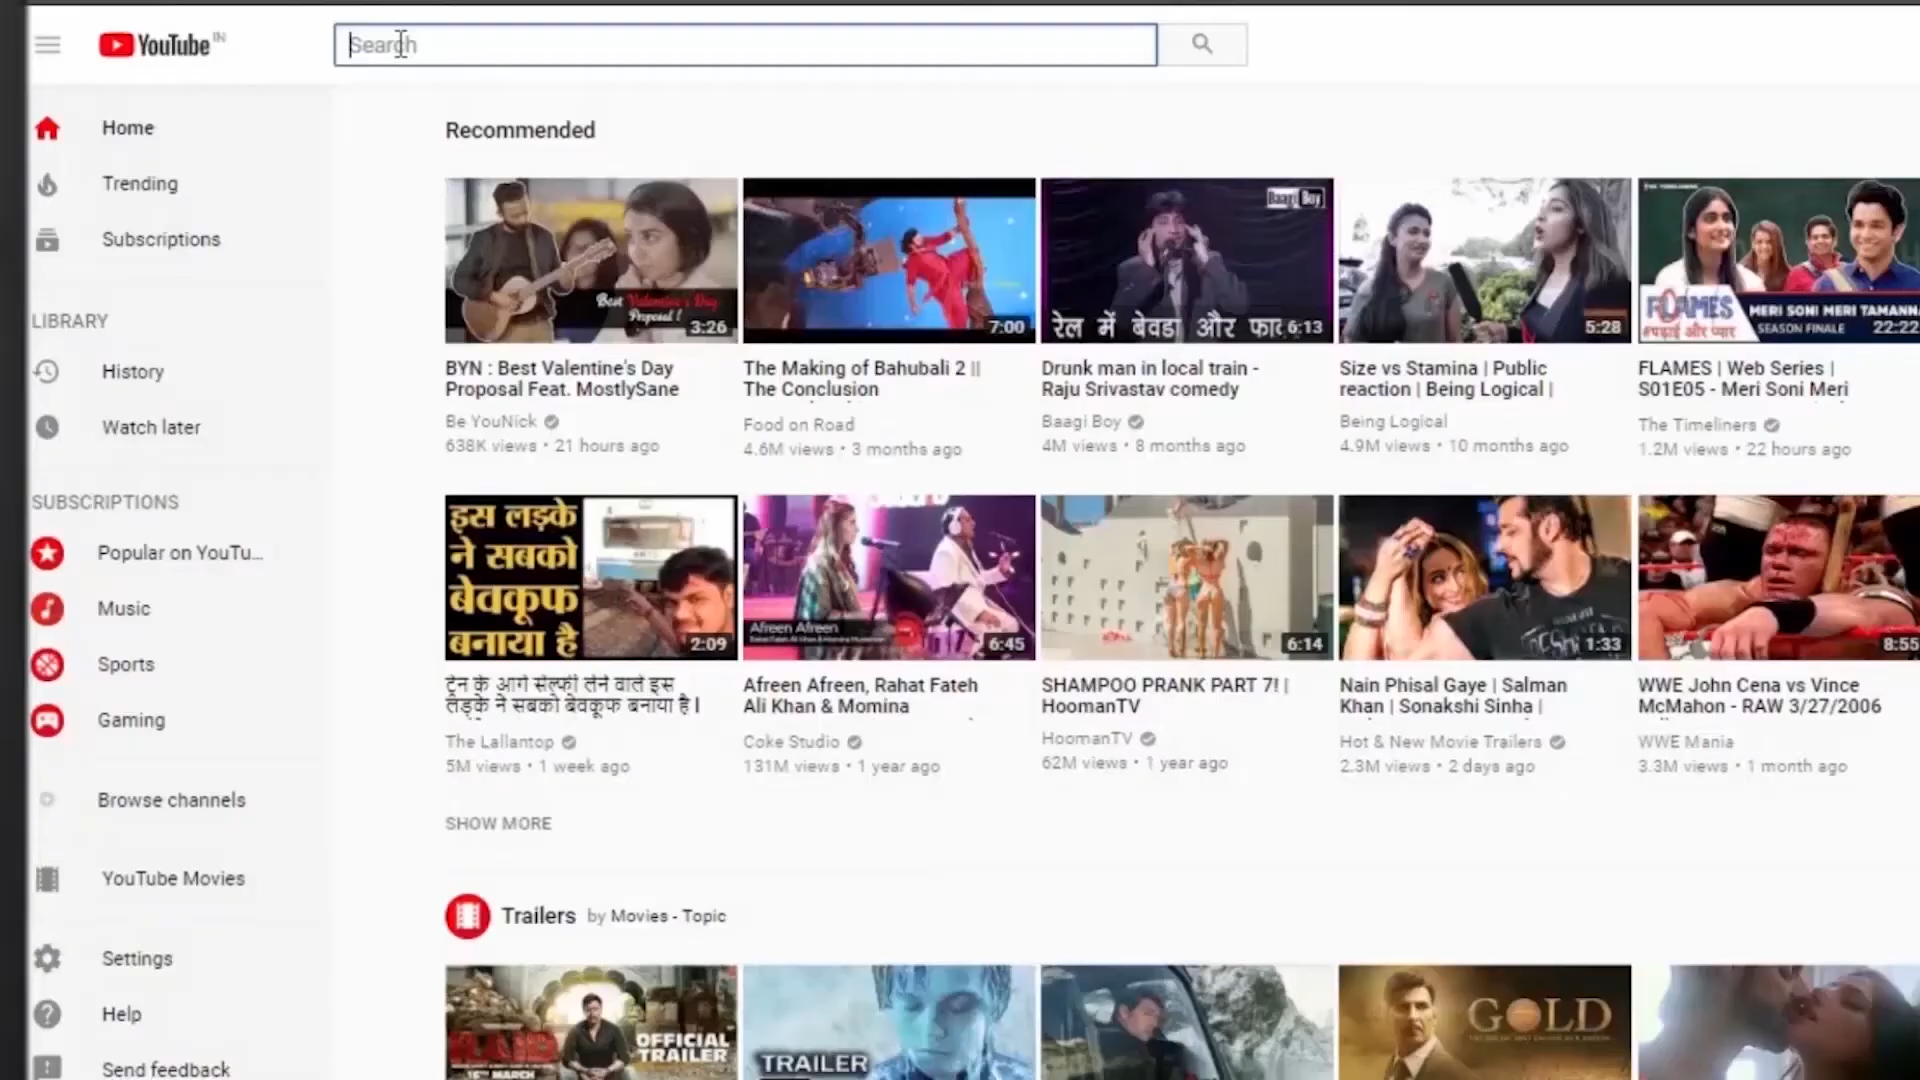 YouTube IN
Search
Home
Trending
Subscriptions
LIBRARY
History
Watch later
SUBSCRIPTIONS
Popular on YouTu...
Music
Sports
Gaming
Browse channels
YouTube Movies
Settings
Help
Send feedback
Recommended
Best Valentine's Day
Proposal !
3:26
7:00
Baagi Boy
रेल में बेवडा और फा
6:13
5:28
FLAMES
#पढ़ाई और प्यार
MERI SONI MERI TAMANNA
SEASON FINALE
22:22
BYN : Best Valentine's Day
Proposal Feat. MostlySane
Be YouNick
638K views • 21 hours ago
The Making of Bahubali 2 ||
The Conclusion
Food on Road
4.6M views • 3 months ago
Drunk man in local train -
Raju Srivastav comedy
Baagi Boy
4M views • 8 months ago
Size vs Stamina | Public
reaction | Being Logical |
Being Logical
4.9M views • 10 months ago
FLAMES | Web Series |
S01E05 - Meri Soni Meri
The Timeliners
1.2M views • 22 hours ago
इस लड़के
ने सबको
बेवकूफ
बनाया है
2:09
Afreen Afreen
6:45
6:14
1:33
8:55
ट्रेन के आगे सेल्फी लेने वाले इस
लड़के ने सबको बेवकूफ बनाया है l
The Lallantop
5M views • 1 week ago
Afreen Afreen, Rahat Fateh
Ali Khan & Momina
Coke Studio
131M views • 1 year ago
SHAMPOO PRANK PART 7! |
HoomanTV
HoomanTV
62M views • 1 year ago
Nain Phisal Gaye | Salman
Khan | Sonakshi Sinha |
Hot & New Movie Trailers
2.3M views • 2 days ago
WWE John Cena vs Vince
McMahon - RAW 3/27/2006
WWE Mania
3.3M views • 1 month ago
SHOW MORE
Trailers by Movies - Topic
RAID
OFFICIAL
TRAILER
16TH MARCH
TRAILER
GOLD